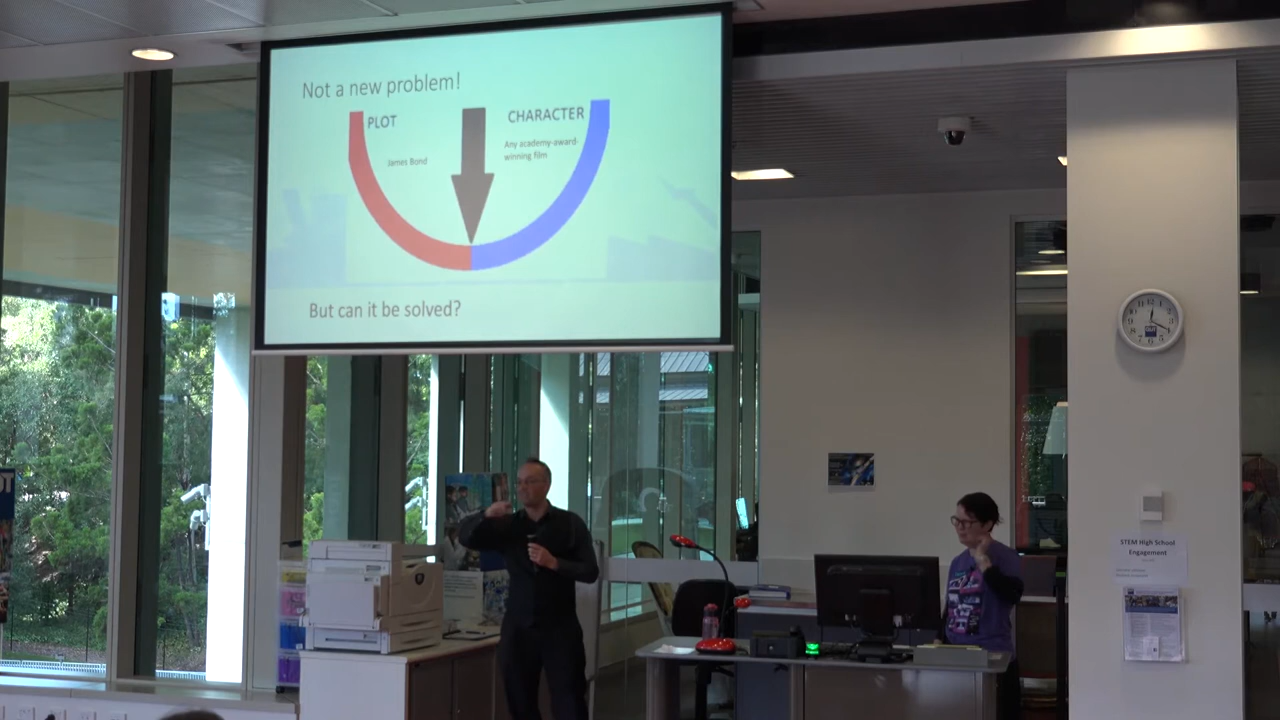 Not a new problem!
PLOT
CHARACTER
James Bond
Any academy-award-
winning film
But can it be solved?
STEM High School
Engagement